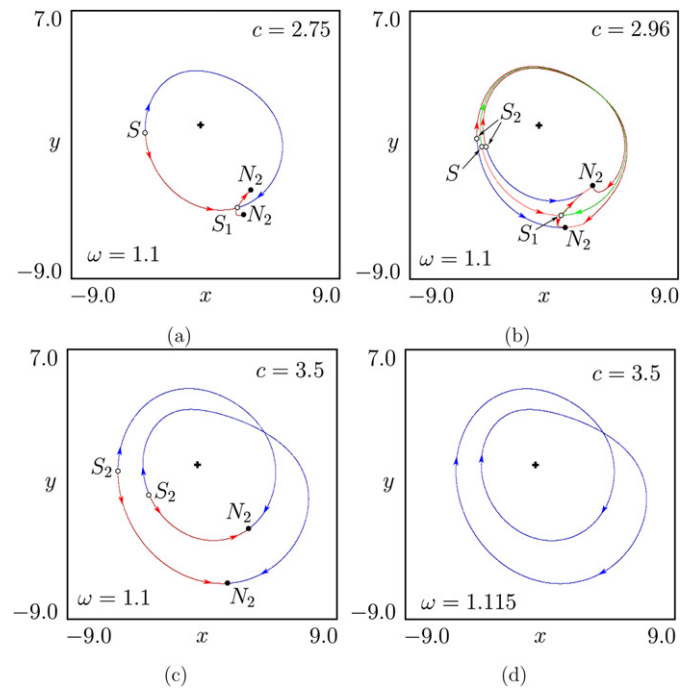 7.0
c = 2.75
y
S
N₂
N₂
S₁
ω = 1.1
−9.0
−9.0
x
9.0
(a)
7.0
c = 2.96
y
S₂
S
N₂
S₁
N₂
ω = 1.1
−9.0
−9.0
x
9.0
(b)
7.0
c = 3.5
y
S₂
S₂
N₂
N₂
ω = 1.1
−9.0
−9.0
x
9.0
(c)
7.0
c = 3.5
y
ω = 1.115
−9.0
−9.0
x
9.0
(d)